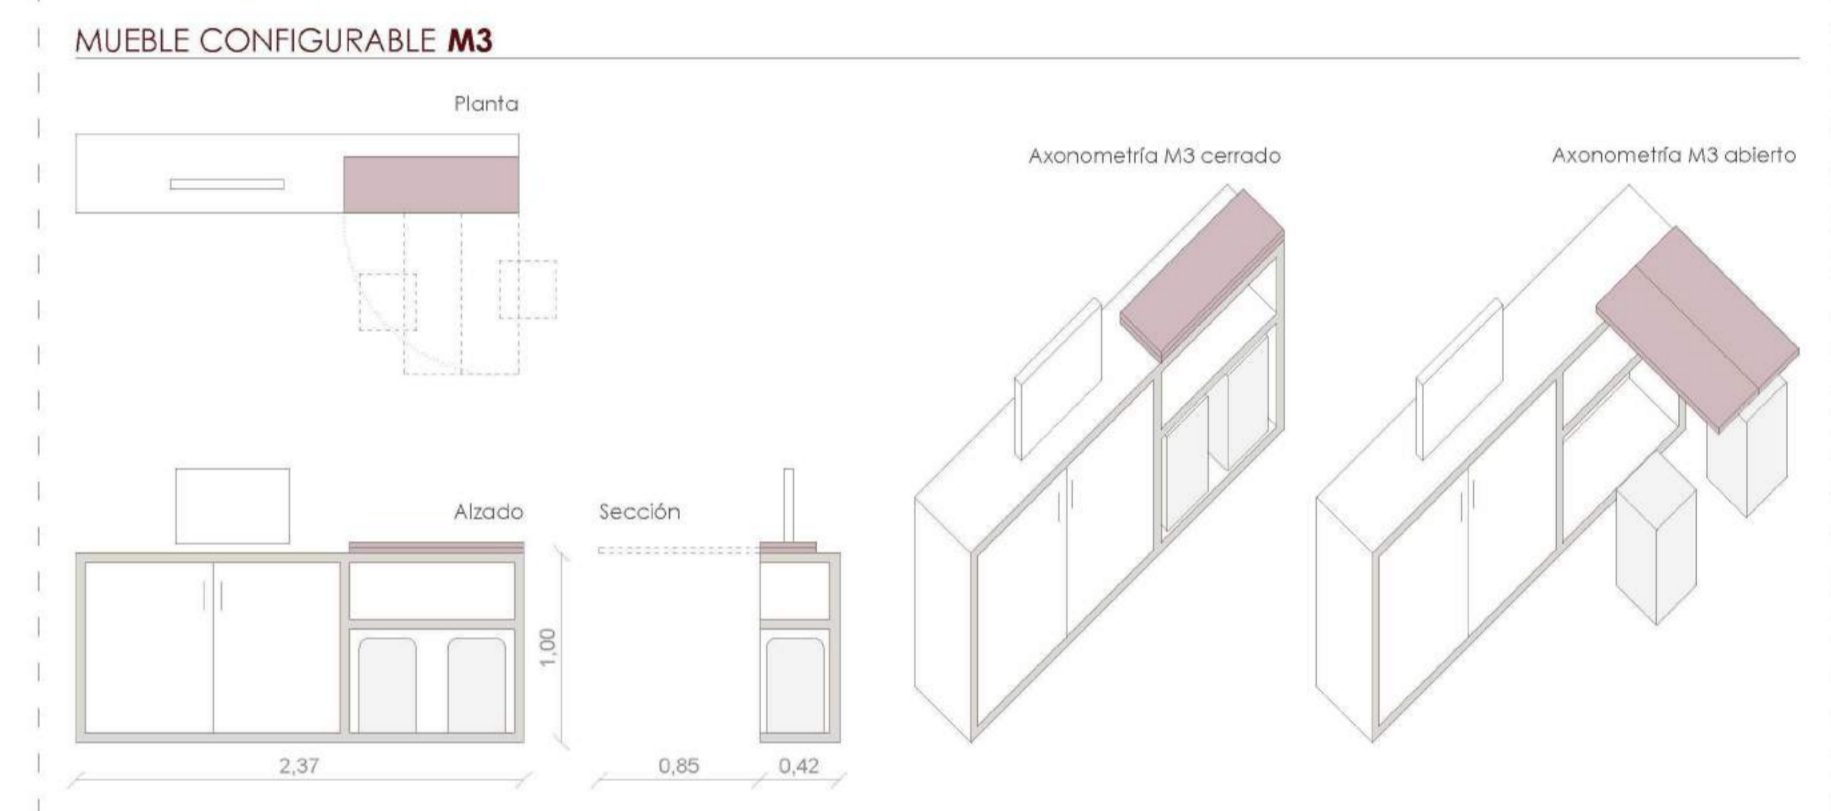 MUEBLE CONFIGURABLE M3
Planta
Axonometría M3 cerrado
Axonometría M3 abierto
Alzado
Sección
1,00
2,37
0,85
0,42